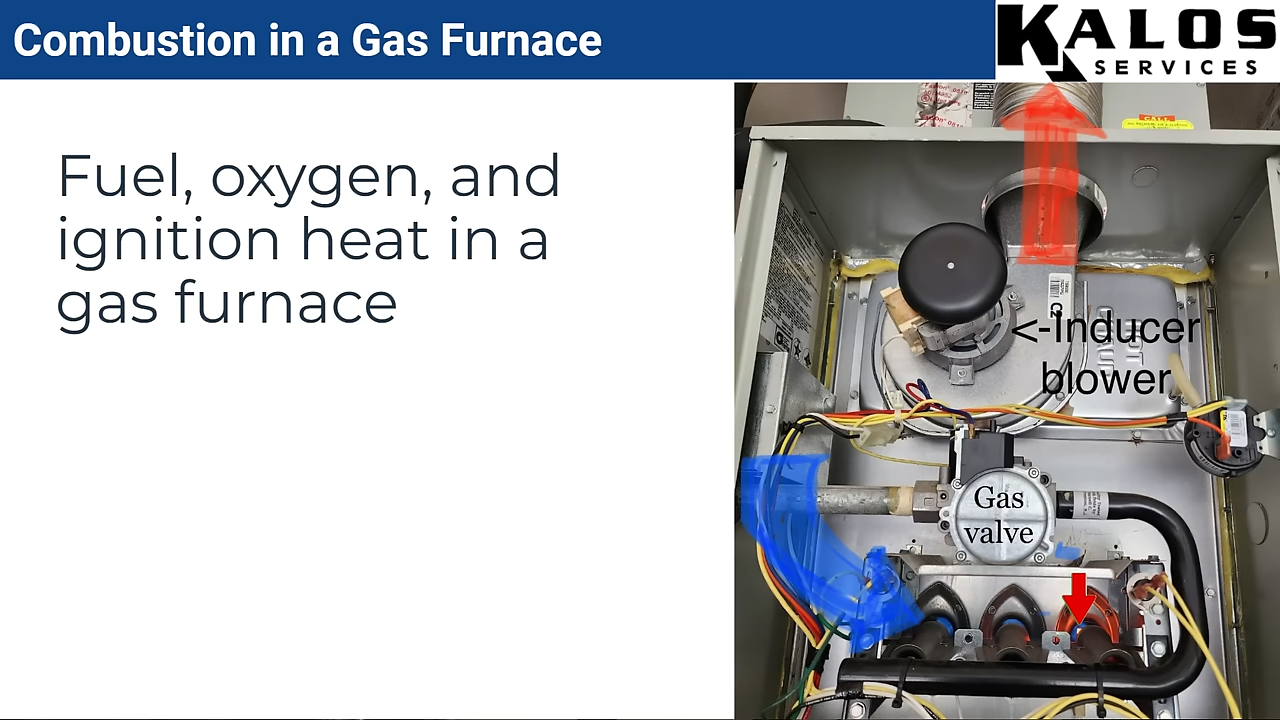 Combustion in a Gas Furnace
KALOS
SERVICES
Fuel, oxygen, and
ignition heat in a
gas furnace
<-Inducer
blower
Gas
valve